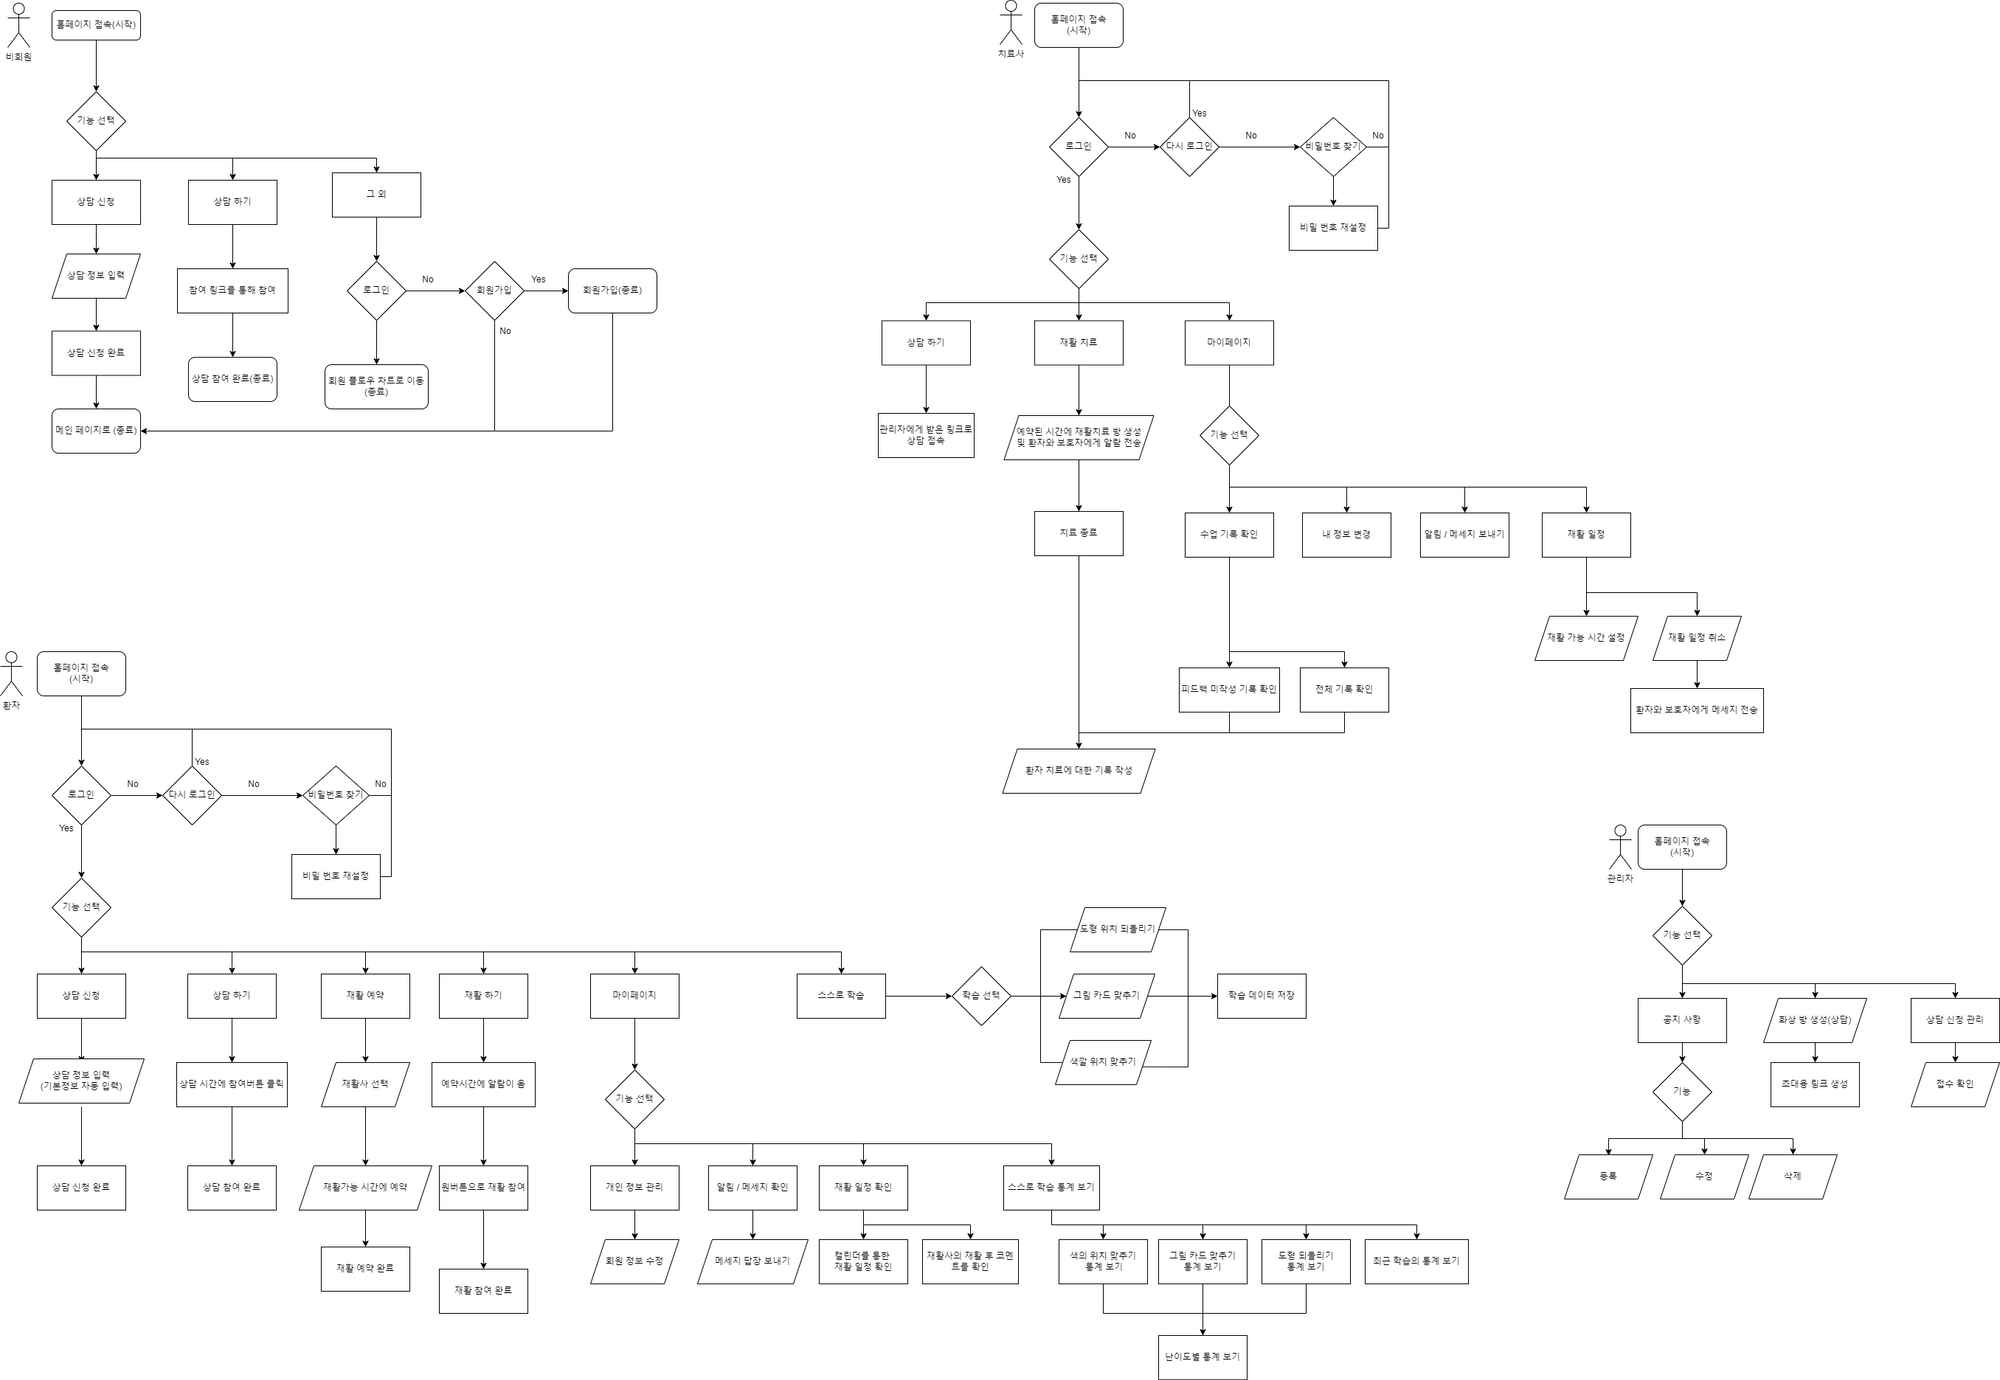 비회원
홈페이지 접속(시작)
기능 선택
상담 신청
상담 하기
그 외
상담 정보 입력
참여 링크를 통해 참여
로그인
No
회원가입
Yes
회원가입(종료)
No
상담 신청 완료
상담 참여 완료(종료)
회원 플로우 차트로 이동
(종료)
메인 페이지로 (종료)
치료사
홈페이지 접속
(시작)
로그인
No
다시 로그인
Yes
No
비밀번호 찾기
No
Yes
비밀 번호 재설정
기능 선택
상담 하기
재활 치료
마이페이지
관리자에게 받은 링크로
상담 접속
예약된 시간에 재활치료 방 생성
및 환자와 보호자에게 알람 전송
기능 선택
치료 종료
수업 기록 확인
내 정보 변경
알림 / 메세지 보내기
재활 일정
재활 가능 시간 설정
재활 일정 취소
피드백 미작성 기록 확인
전체 기록 확인
환자와 보호자에게 메세지 전송
환자 치료에 대한 기록 작성
환자
홈페이지 접속
(시작)
로그인
No
다시 로그인
Yes
No
비밀번호 찾기
No
Yes
비밀 번호 재설정
기능 선택
상담 신청
상담 하기
재활 예약
재활 하기
마이페이지
스스로 학습
학습 선택
도형 위치 되돌리기
그림 카드 맞추기
색깔 위치 맞추기
학습 데이터 저장
상담 정보 입력
(기본정보 자동 입력)
상담 시간에 참여버튼 클릭
재활사 선택
예약시간에 알람이 옴
기능 선택
상담 신청 완료
상담 참여 완료
재활가능 시간에 예약
원버튼으로 재활 참여
개인 정보 관리
알림 / 메세지 확인
재활 일정 확인
스스로 학습 통계 보기
재활 예약 완료
재활 참여 완료
회원 정보 수정
메세지 답장 보내기
캘린더를 통한
재활 일정 확인
재활사의 재활 후 코멘
트를 확인
색의 위치 맞추기
통계 보기
그림 카드 맞추기
통계 보기
도형 되돌리기
통계 보기
최근 학습의 통계 보기
난이도별 통계 보기
관리자
홈페이지 접속
(시작)
기능 선택
공지 사항
화상 방 생성(상담)
상담 신청 관리
기능
초대용 링크 생성
접수 확인
등록
수정
삭제